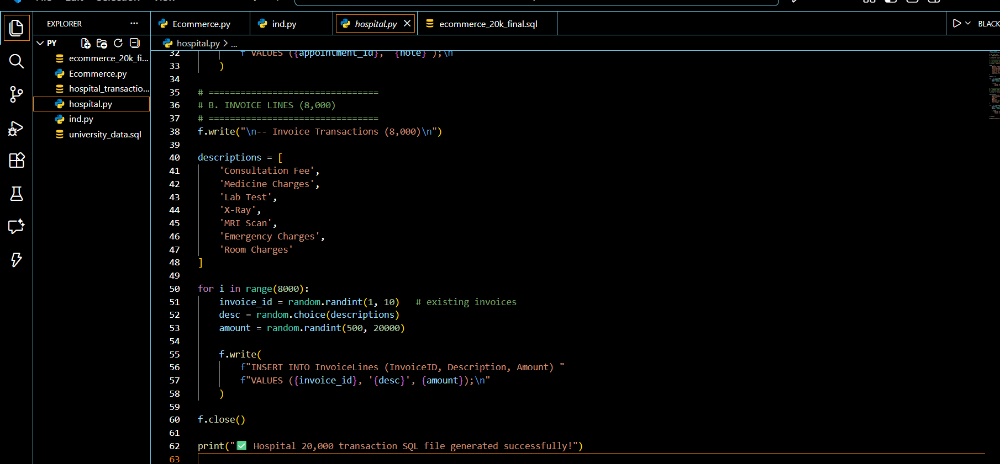 EXPLORER
Ecommerce.py
ind.py
hospital.py
ecommerce_20k_final.sql
BLACK
PY
hospital.py > ...
ecommerce_20k_fi...
Ecommerce.py
hospital_transactio...
hospital.py
ind.py
university_data.sql
32 f"VALUES ({appointment_id}, '{note}');\n"
33 )
34
35 # ================================
36 # B. INVOICE LINES (8,000)
37 # ================================
38 f.write("\n-- Invoice Transactions (8,000)\n")
39
40 descriptions = [
41 'Consultation Fee',
42 'Medicine Charges',
43 'Lab Test',
44 'X-Ray',
45 'MRI Scan',
46 'Emergency Charges',
47 'Room Charges'
48 ]
49
50 for i in range(8000):
51 invoice_id = random.randint(1, 10) # existing invoices
52 desc = random.choice(descriptions)
53 amount = random.randint(500, 20000)
54
55 f.write(
56 f"INSERT INTO InvoiceLines (InvoiceID, Description, Amount) "
57 f"VALUES ({invoice_id}, '{desc}', {amount});\n"
58 )
59
60 f.close()
61
62 print("✅ Hospital 20,000 transaction SQL file generated successfully!")
63